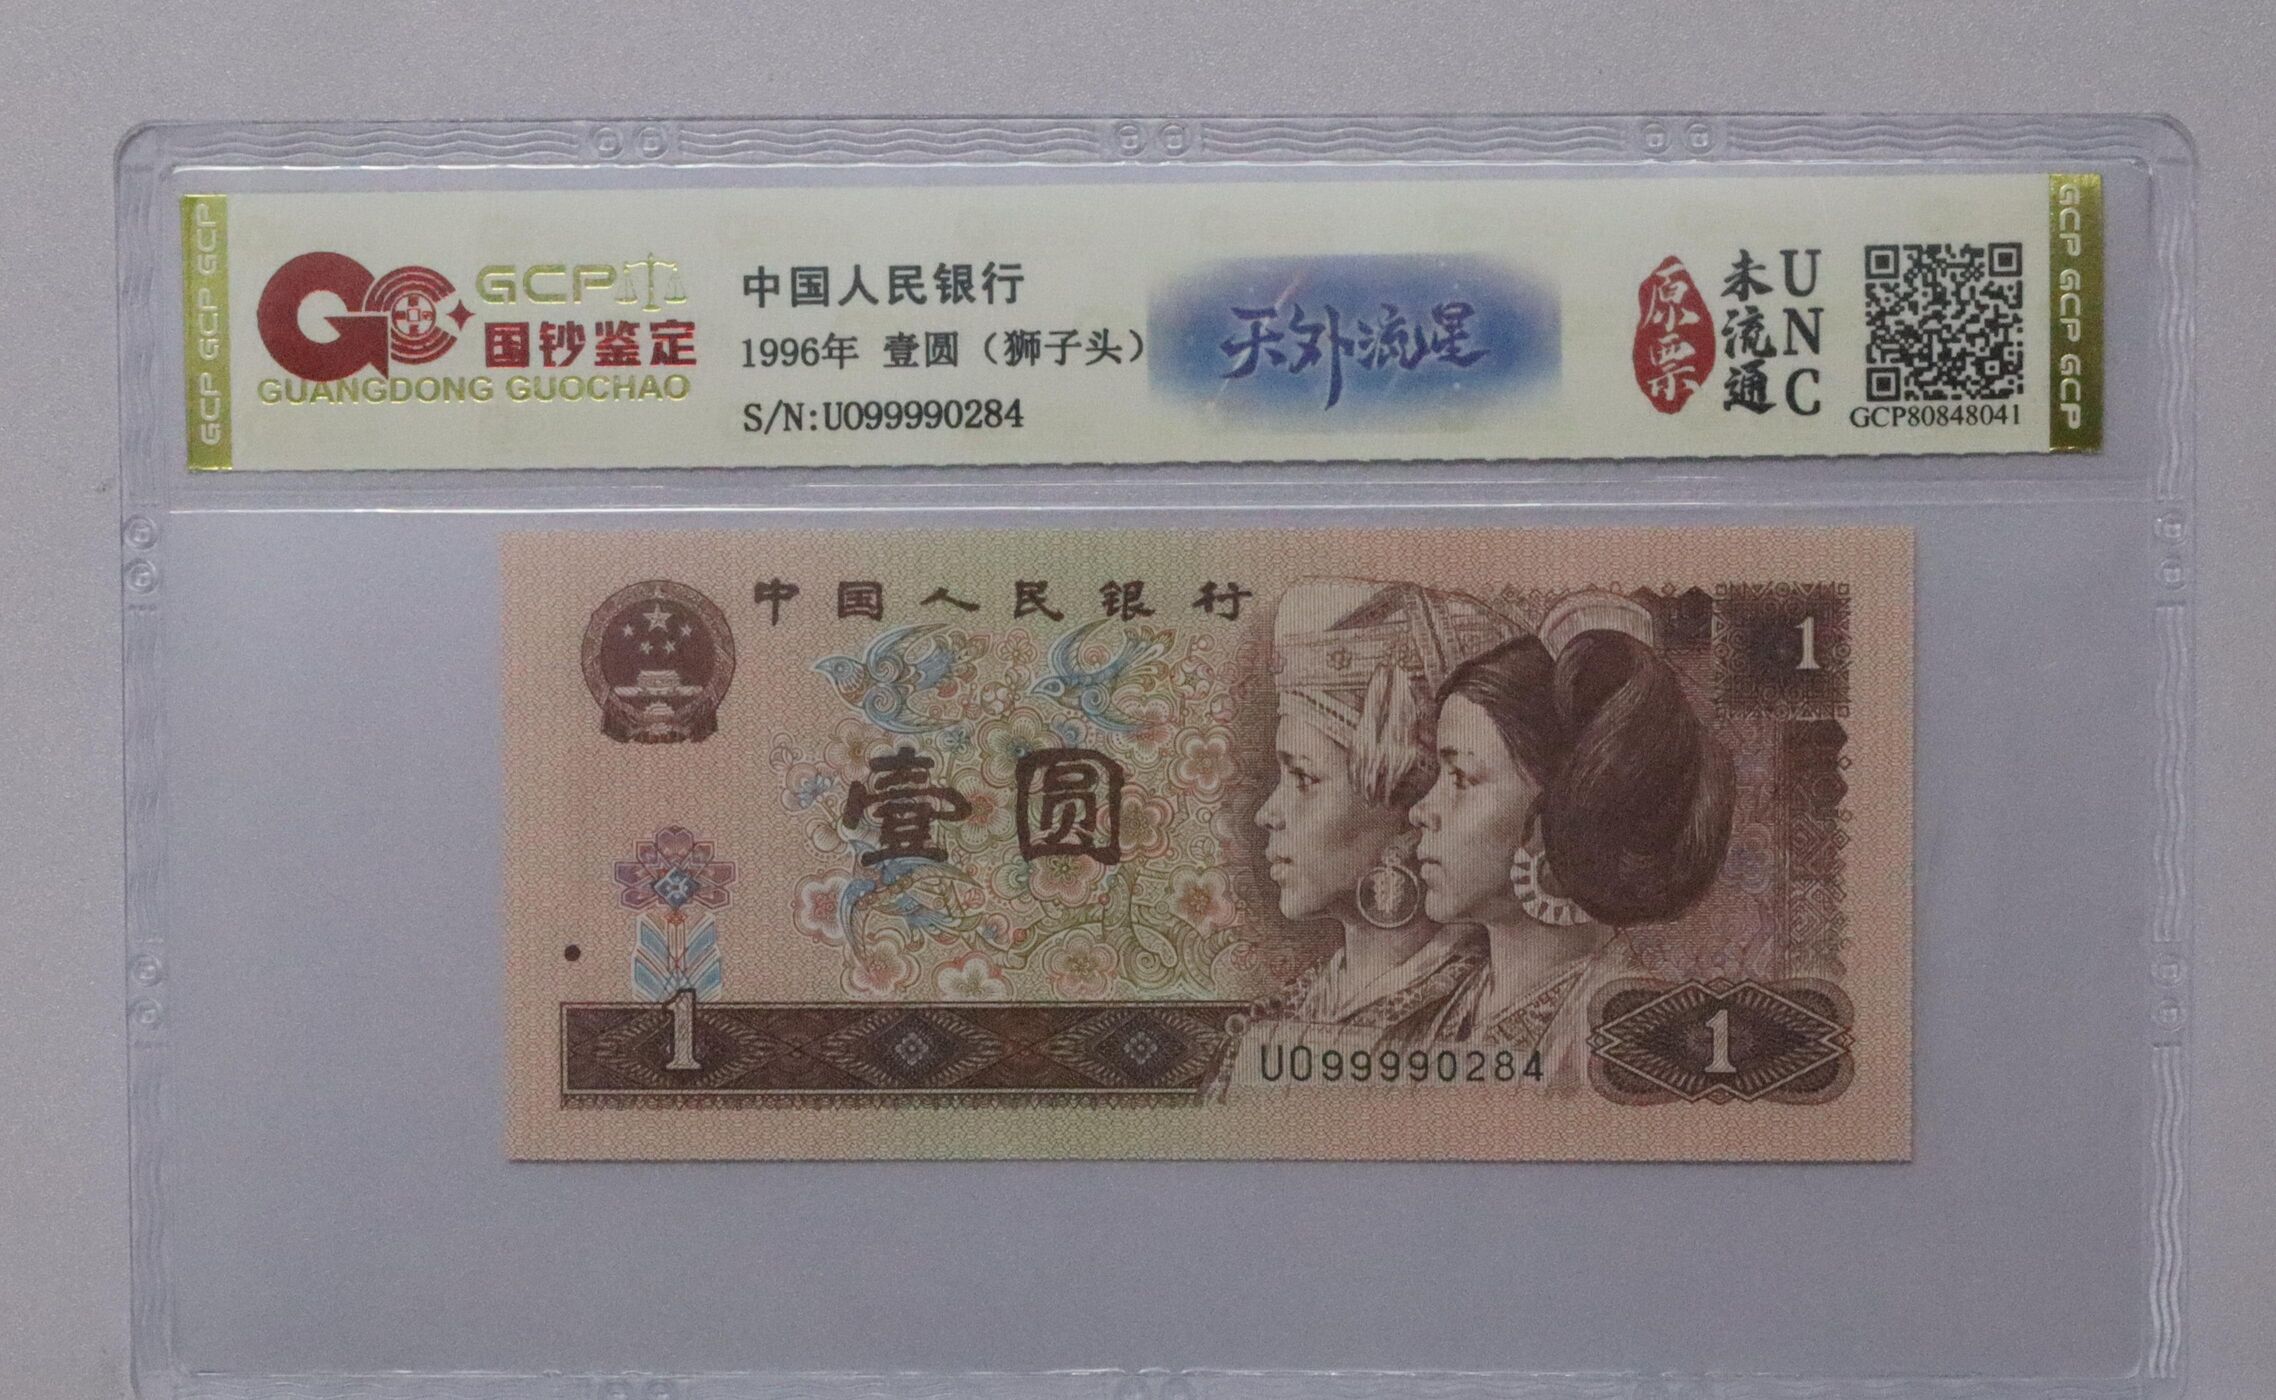 GCP GCP GCP
GCP
国钞鉴定
GUANGDONG GUOCHAO
中国人民银行
1996年 壹圆（狮子头）
S/N:U099990284
天外流星
原票
未流通
UNC
GCP80848041
GCP GCP GCP
中国人民银行
1
壹圆
1
U099990284
1